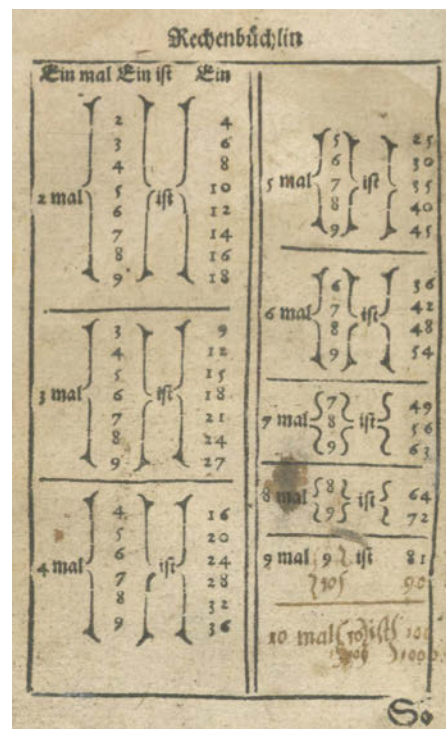 Rechenbüchlin
Ein mal Ein ist Ein
2 4
3 6
4 8
2 mal 5 ist 10
6 12
7 14
8 16
9 18
3 9
4 12
5 15
3 mal 6 ist 18
7 21
8 24
9 27
4 16
5 20
4 mal 6 ist 24
7 28
8 32
9 36
5 25
6 30
5 mal 7 ist 35
8 40
9 45
6 36
6 mal 7 ist 42
8 48
9 54
7 49
7 mal 8 ist 56
9 63
8 mal 8 ist 64
9 72
9 mal 9 ist 81
10 90
10 mal 10 ist 100
So